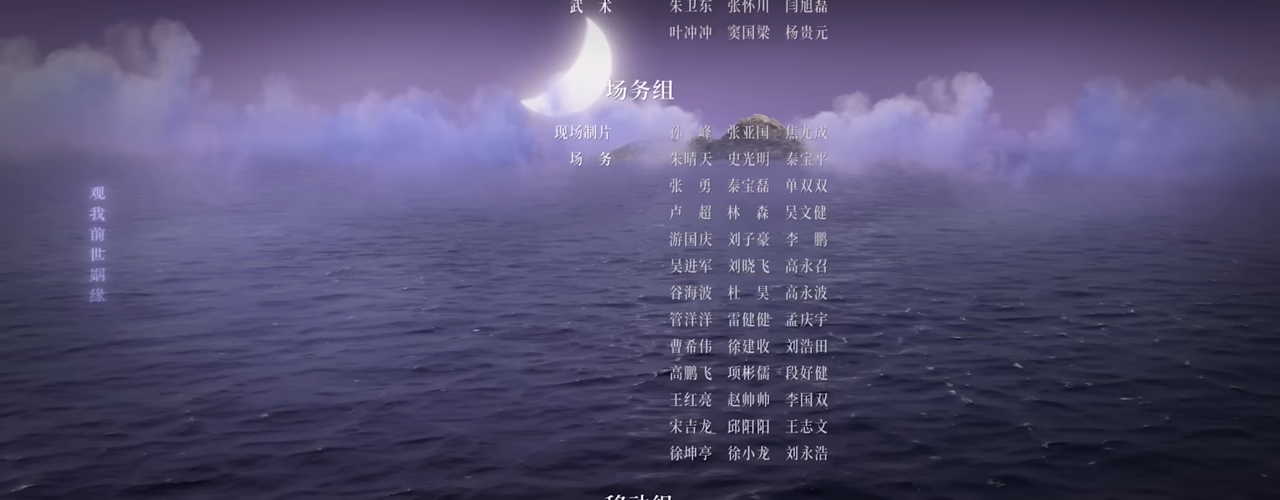 武 术 朱卫东 张怀川 闫旭磊
叶冲冲 窦国梁 杨贵元
场务组
现场制片 孙 峰 张亚国 焦尤成
场 务 朱晴天 史光明 秦宝平
张 勇 秦宝磊 单双双
卢 超 林 森 吴文健
游国庆 刘子豪 李 鹏
吴进军 刘晓飞 高永召
谷海波 杜 昊 高永波
管洋洋 雷健健 孟庆宇
曹希伟 徐建收 刘浩田
高鹏飞 项彬儒 段好健
王红亮 赵帅帅 李国双
宋吉龙 邱阳阳 王志文
徐坤亭 徐小龙 刘永浩
移动组
观我前世姻缘